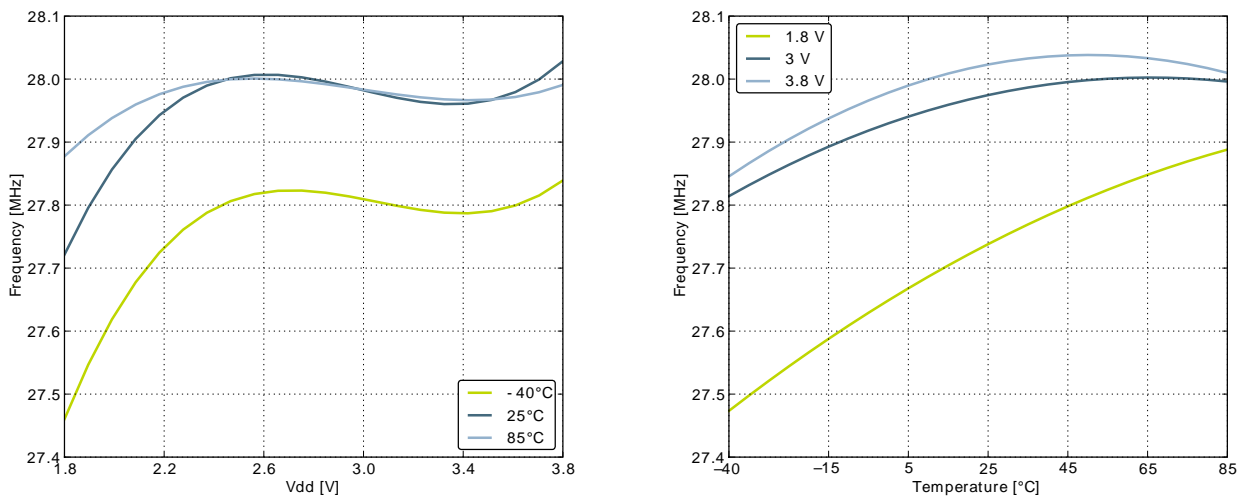 28.1
28.0
27.9
27.8
27.7
27.6
27.5
27.4
Frequency [MHz]
1.8 2.2 2.6 3.0 3.4 3.8
Vdd [V]
- 40°C
25°C
85°C
28.1
28.0
27.9
27.8
27.7
27.6
27.5
27.4
Frequency [MHz]
–40 –15 5 25 45 65 85
Temperature [°C]
1.8 V
3 V
3.8 V